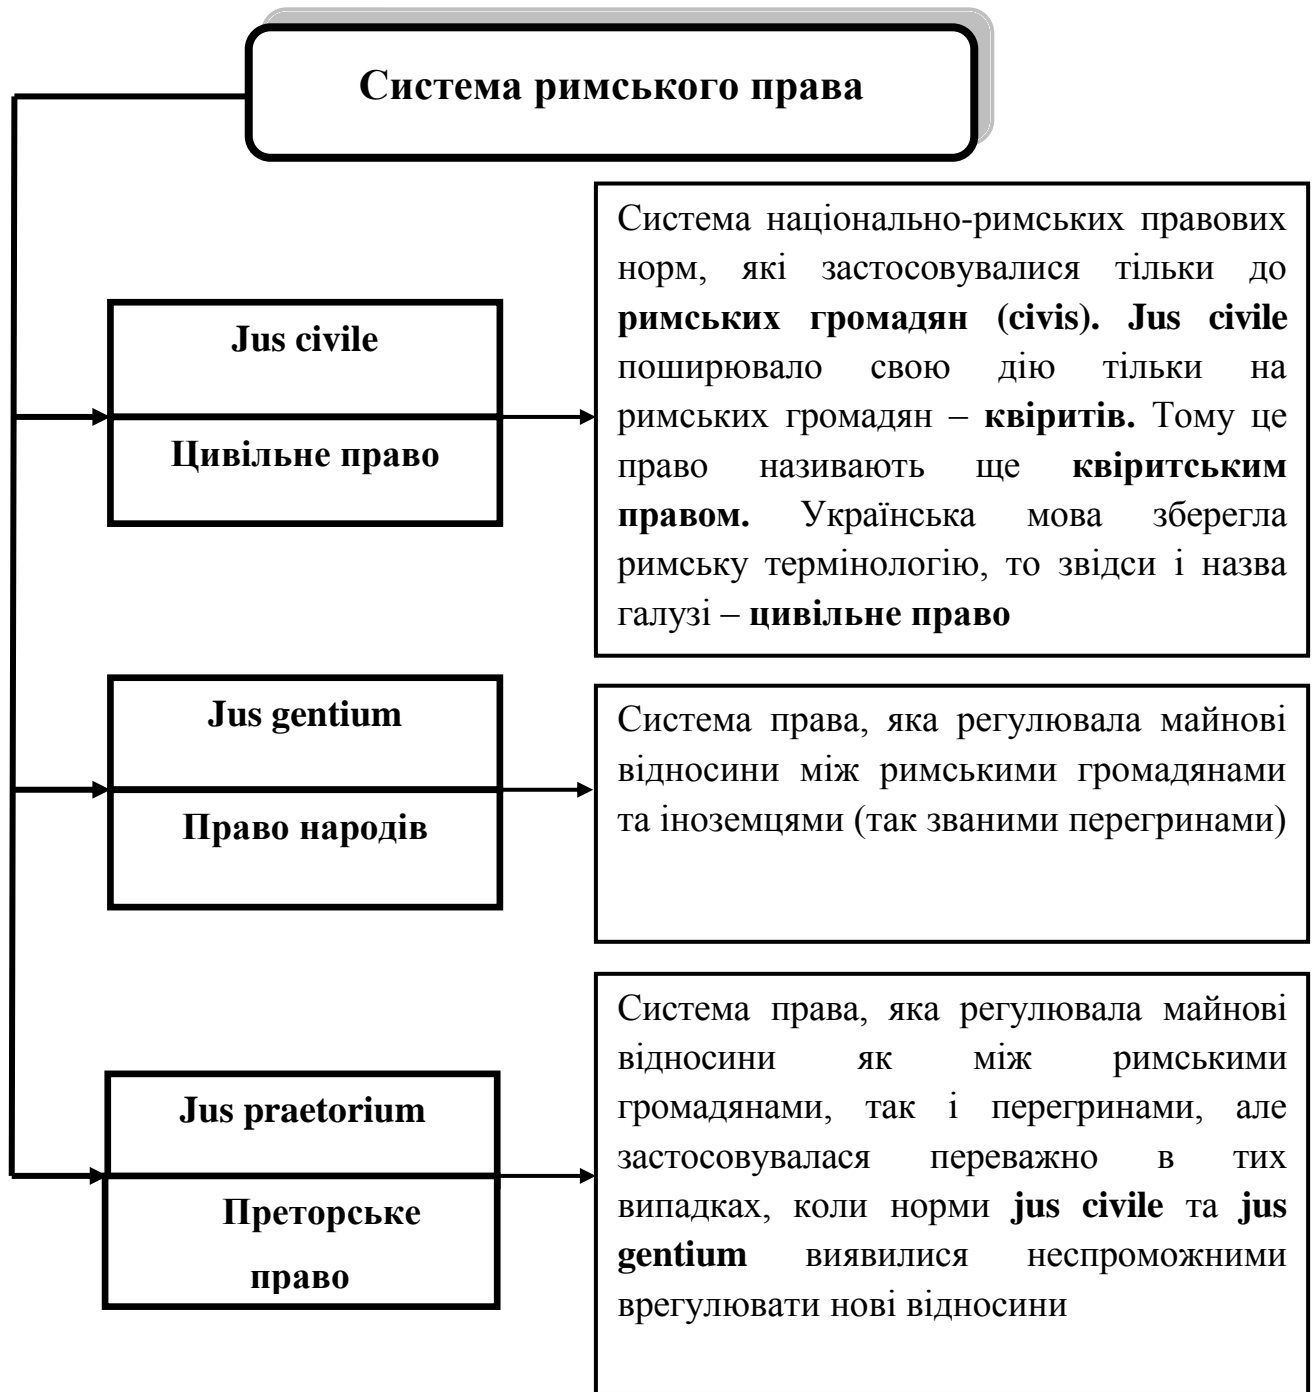 Система римського права
Jus civile
Цивільне право
Система національно-римських правових
норм, які застосовувалися тільки до
римських громадян (civis). Jus civile
поширювало свою дію тільки на
римських громадян – квіритів. Тому це
право називають ще квіритським
правом. Українська мова зберегла
римську термінологію, то звідси і назва
галузі – цивільне право
Jus gentium
Право народів
Система права, яка регулювала майнові
відносини між римськими громадянами
та іноземцями (так званими перегринами)
Jus praetorium
Преторське
право
Система права, яка регулювала майнові
відносини як між римськими
громадянами, так і перегринами, але
застосовувалася переважно в тих
випадках, коли норми jus civile та jus
gentium виявилися неспроможними
врегулювати нові відносини